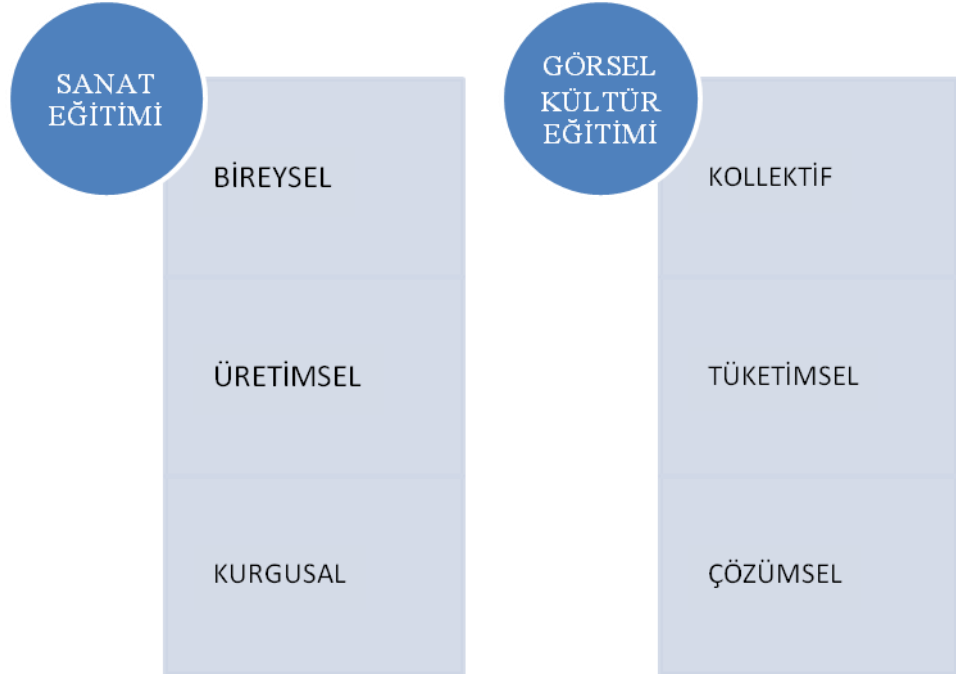 SANAT
EĞİTİMİ
BİREYSEL
ÜRETİMSEL
KURGUSAL
GÖRSEL
KÜLTÜR
EĞİTİMİ
KOLLEKTİF
TÜKETİMSEL
ÇÖZÜMSEL